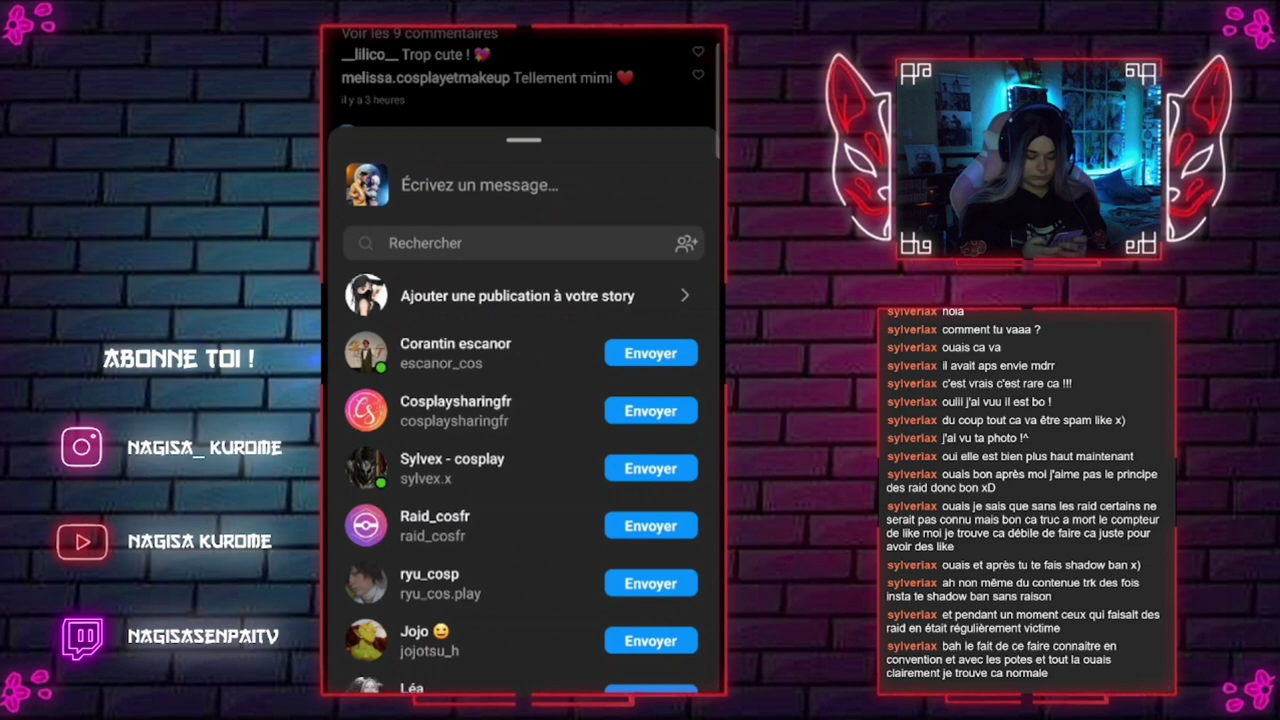 Voir les 9 commentaires
__lilico__ Trop cute ! 💘
melissa.cosplayetmakeup Tellement mimi ❤️
il y a 3 heures
Écrivez un message...
Rechercher
Ajouter une publication à votre story
Corantin escanor
escanor_cos
Envoyer
Cosplaysharingfr
cosplaysharingfr
Envoyer
Sylvex - cosplay
sylvex.x
Envoyer
Raid_cosfr
raid_cosfr
Envoyer
ryu_cosp
ryu_cos.play
Envoyer
Jojo 😉
jojotsu_h
Envoyer
Léa
ABONNE TOI !
NAGISA_ KUROME
NAGISA KUROME
NAGISASENPAITV
sylveriax hola
sylveriax comment tu vaaa ?
sylveriax ouais ca va
sylveriax il avait aps envie mdrr
sylveriax c'est vrais c'est rare ca !!!
sylveriax ouiii j'ai vuu il est bo !
sylveriax du coup tout ca va être spam like x)
sylveriax j'ai vu ta photo !^
sylveriax oui elle est bien plus haut maintenant
sylveriax ouais bon après moi j'aime pas le principe
des raid donc bon xD
sylveriax ouais je sais que sans les raid certains ne
serait pas connu mais bon ca truc a mort le compteur
de like moi je trouve ca débile de faire ca juste pour
avoir des like
sylveriax ouais et après tu te fais shadow ban x)
sylveriax ah non même du contenue trk des fois
insta te shadow ban sans raison
sylveriax et pendant un moment ceux qui faisalt des
raid en était régulièrement victime
sylveriax bah le fait de ce faire connaitre en
convention et avec les potes et tout la ouais
clairement je trouve ca normale